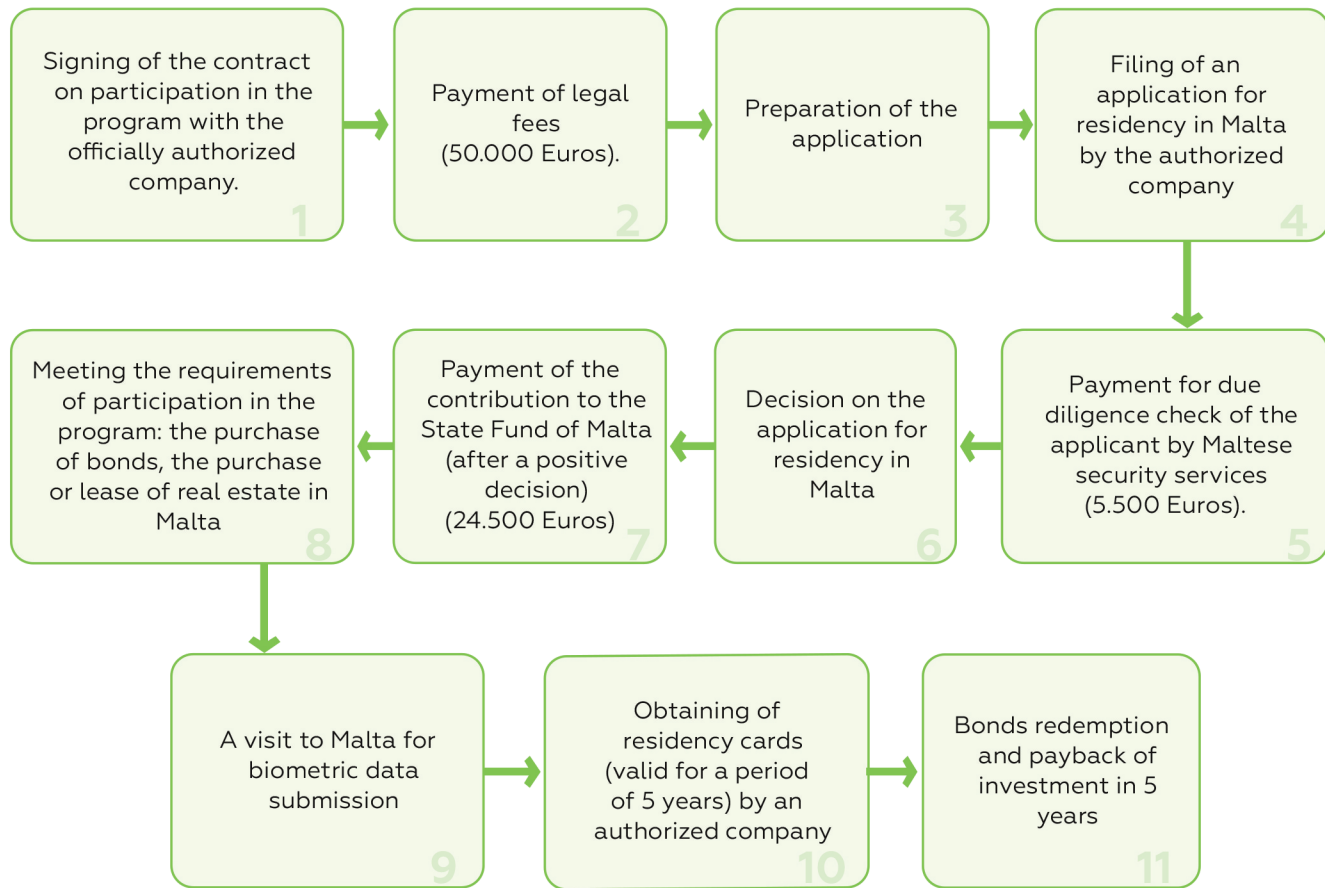 Signing of the contract
on participation in the
program with the
officially authorized
company.
1
Payment of legal
fees
(50.000 Euros).
2
Preparation of the
application
3
Filing of an
application for
residency in Malta
by the authorized
company
4
Payment for due
diligence check of the
applicant by Maltese
security services
(5.500 Euros).
5
Decision on the
application for
residency in
Malta
6
Payment of the
contribution to the
State Fund of Malta
(after a positive
decision)
(24.500 Euros)
7
Meeting the requirements
of participation in the
program: the purchase
of bonds, the purchase
or lease of real estate in
Malta
8
A visit to Malta for
biometric data
submission
9
Obtaining of
residency cards
(valid for a period
of 5 years) by an
authorized company
10
Bonds redemption
and payback of
investment in 5
years
11